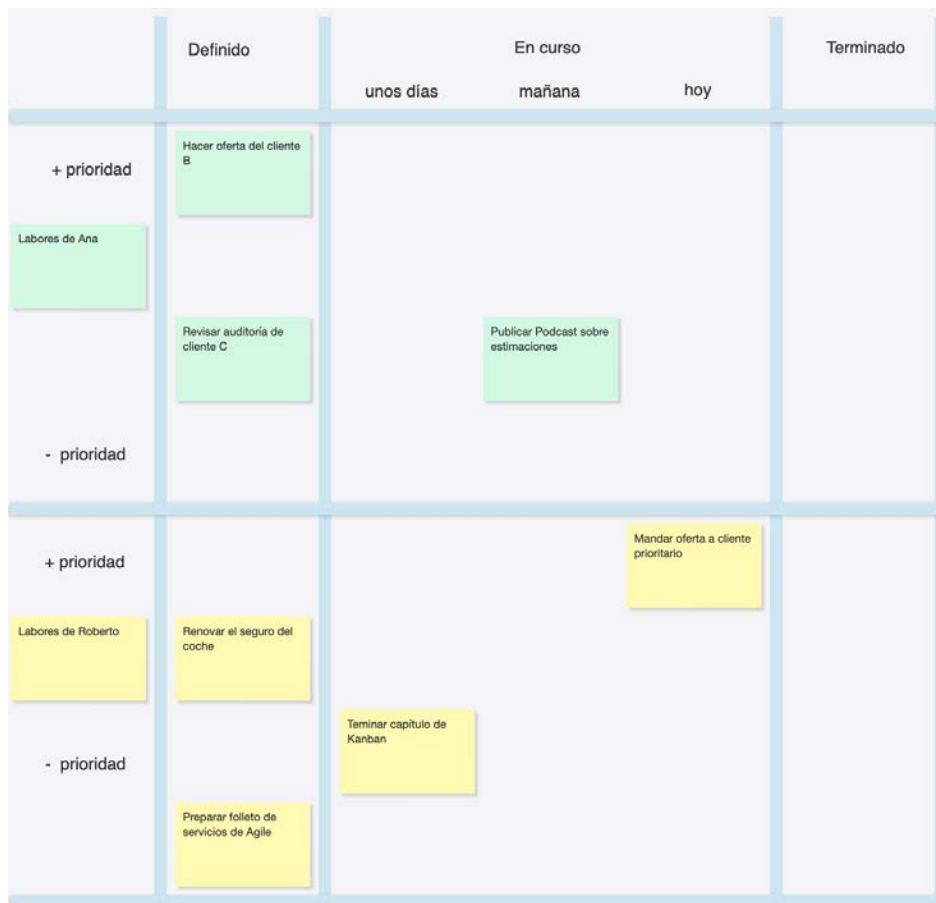 Definido
En curso
Terminado
unos días
mañana
hoy
+ prioridad
Hacer oferta del cliente
B
Labores de Ana
Revisar auditoría de
cliente C
Publicar Podcast sobre
estimaciones
- prioridad
+ prioridad
Mandar oferta a cliente
prioritario
Labores de Roberto
Renovar el seguro del
coche
Teminar capítulo de
Kanban
- prioridad
Preparar folleto de
servicios de Agile